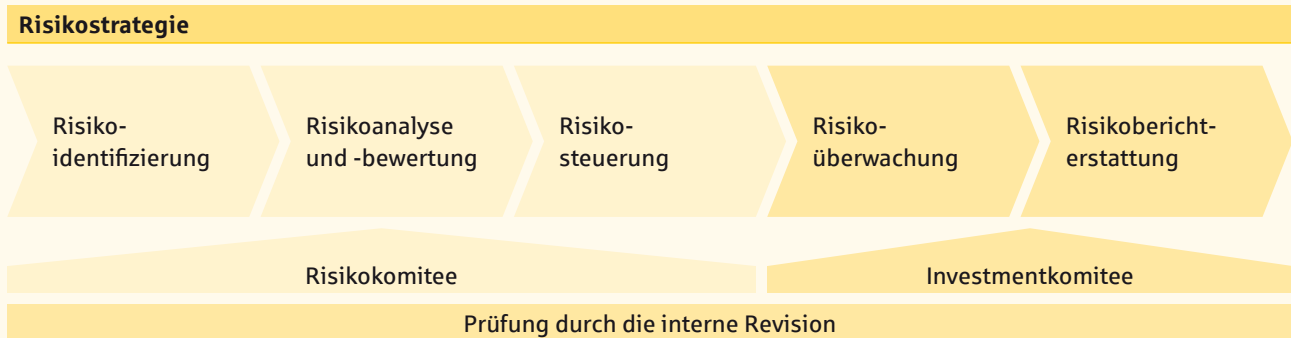 Risikostrategie
Risiko-
identifizierung
Risikoanalyse
und -bewertung
Risiko-
steuerung
Risiko-
überwachung
Risikobericht-
erstattung
Risikokomitee
Investmentkomitee
Prüfung durch die interne Revision